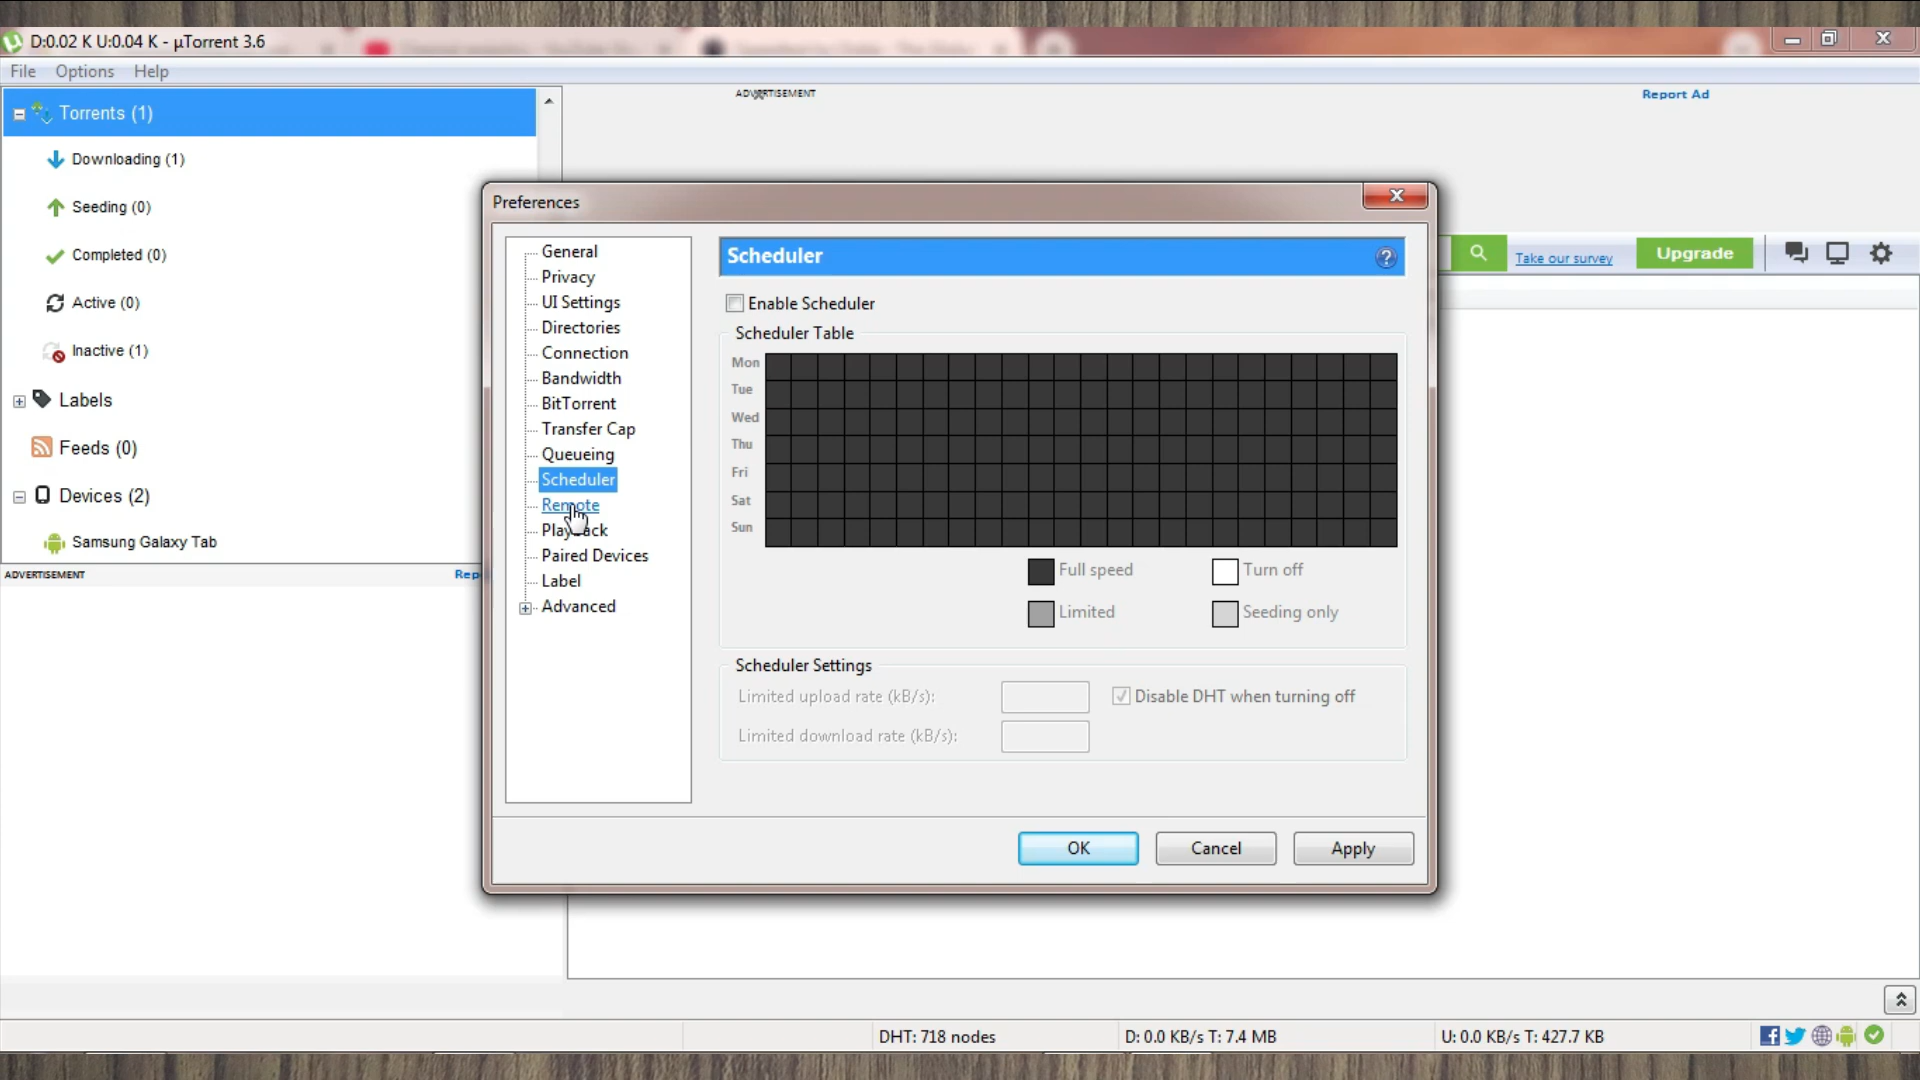 D:0.02 K U:0.04 K - µTorrent 3.6
File Options Help
Torrents (1)
Downloading (1)
Seeding (0)
Completed (0)
Active (0)
Inactive (1)
Labels
Feeds (0)
Devices (2)
Samsung Galaxy Tab
ADVERTISEMENT
ADVERTISEMENT Report Ad
Take our survey Upgrade
Preferences
General
Privacy
UI Settings
Directories
Connection
Bandwidth
BitTorrent
Transfer Cap
Queueing
Scheduler
Remote
Playback
Paired Devices
Label
Advanced
Scheduler
Enable Scheduler
Scheduler Table
Mon
Tue
Wed
Thu
Fri
Sat
Sun
Full speed Turn off
Limited Seeding only
Scheduler Settings
Limited upload rate (kB/s): Disable DHT when turning off
Limited download rate (kB/s):
OK Cancel Apply
DHT: 718 nodes D: 0.0 KB/s T: 7.4 MB U: 0.0 KB/s T: 427.7 KB